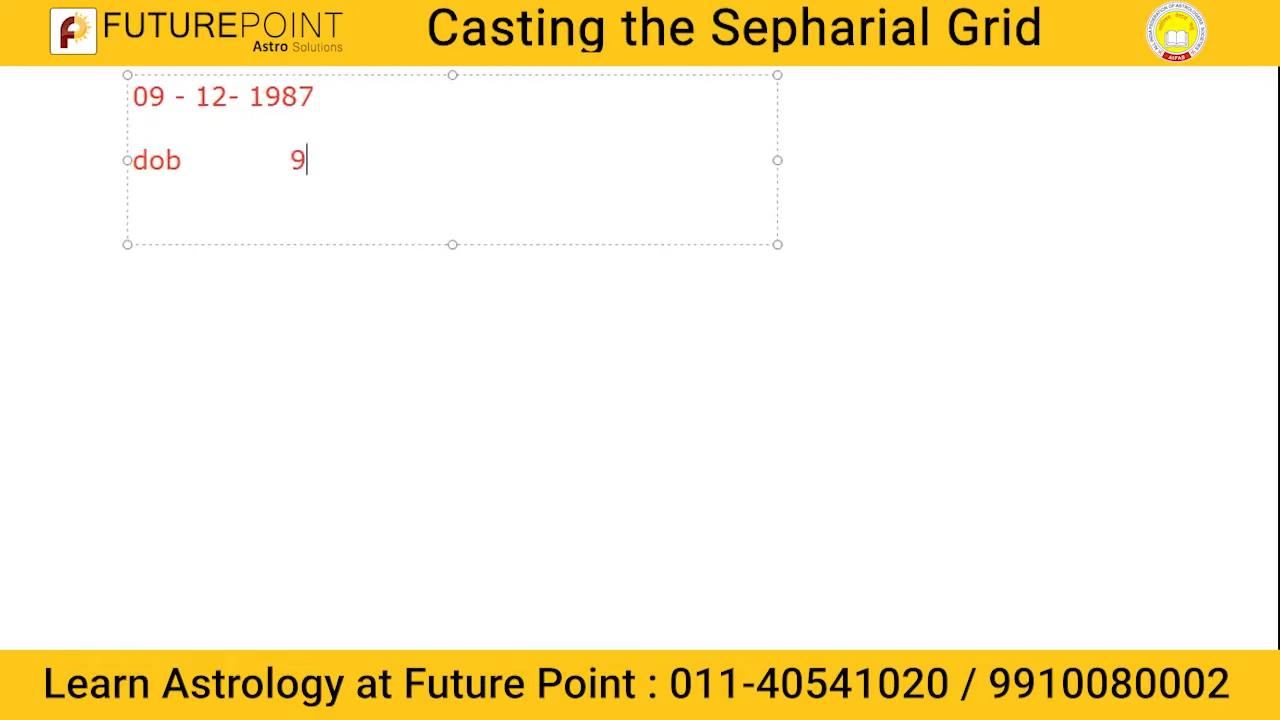 FUTUREPOINT
Astro Solutions
Casting the Sepharial Grid
09 - 12- 1987
dob 9
Learn Astrology at Future Point : 011-40541020 / 9910080002